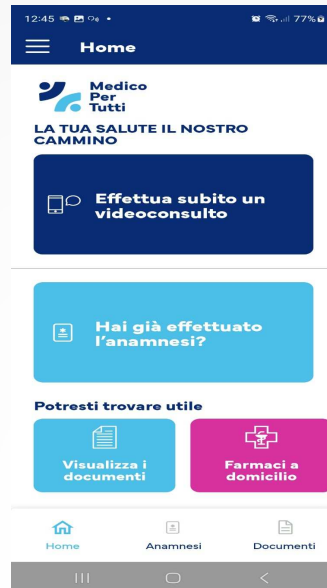 12:45
77%
Home
Medico
Per
Tutti
LA TUA SALUTE IL NOSTRO
CAMMINO
Effettua subito un
videoconsulto
Hai già effettuato
l'anamnesi?
Potresti trovare utile
Visualizza i
documenti
Farmaci a
domicilio
Home
Anamnesi
Documenti